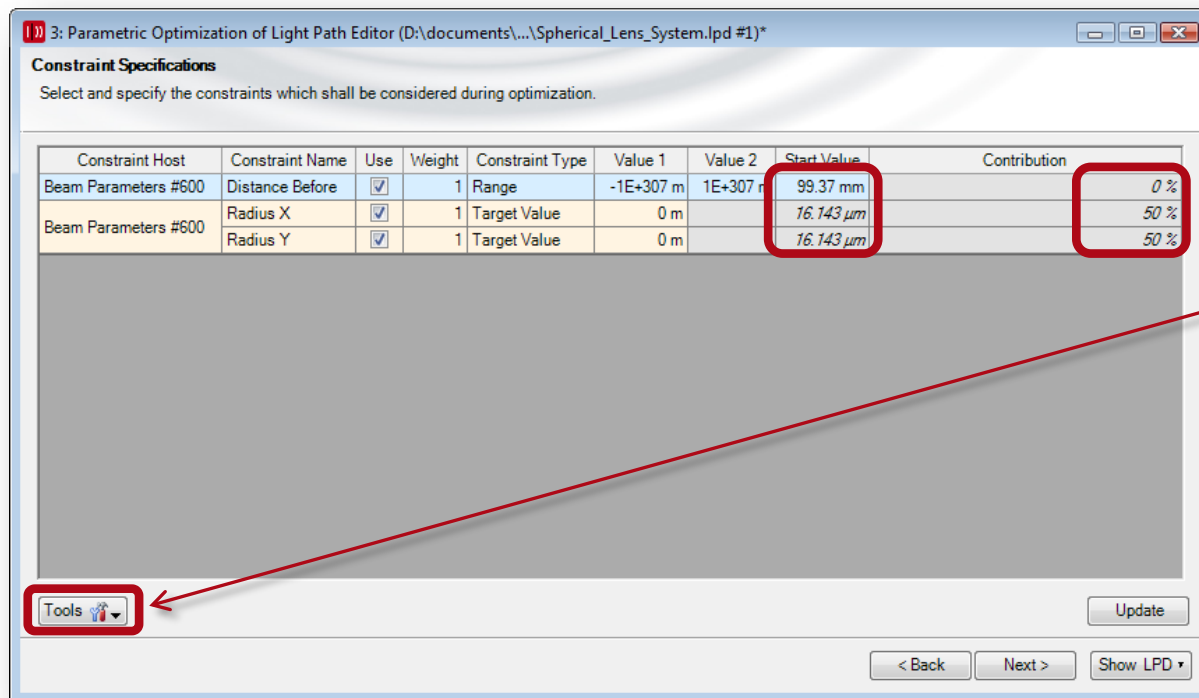 3: Parametric Optimization of Light Path Editor (D:\documents\...\Spherical_Lens_System.lpd #1)*
Constraint Specifications
Select and specify the constraints which shall be considered during optimization.
Constraint Host Constraint Name Use Weight Constraint Type Value 1 Value 2 Start Value Contribution
Beam Parameters #600 Distance Before 1 Range -1E+307 m 1E+307 m 99.37 mm 0 %
Beam Parameters #600 Radius X 1 Target Value 0 m 16.143 µm 50 %
Radius Y 1 Target Value 0 m 16.143 µm 50 %
Tools Update
< Back Next > Show LPD